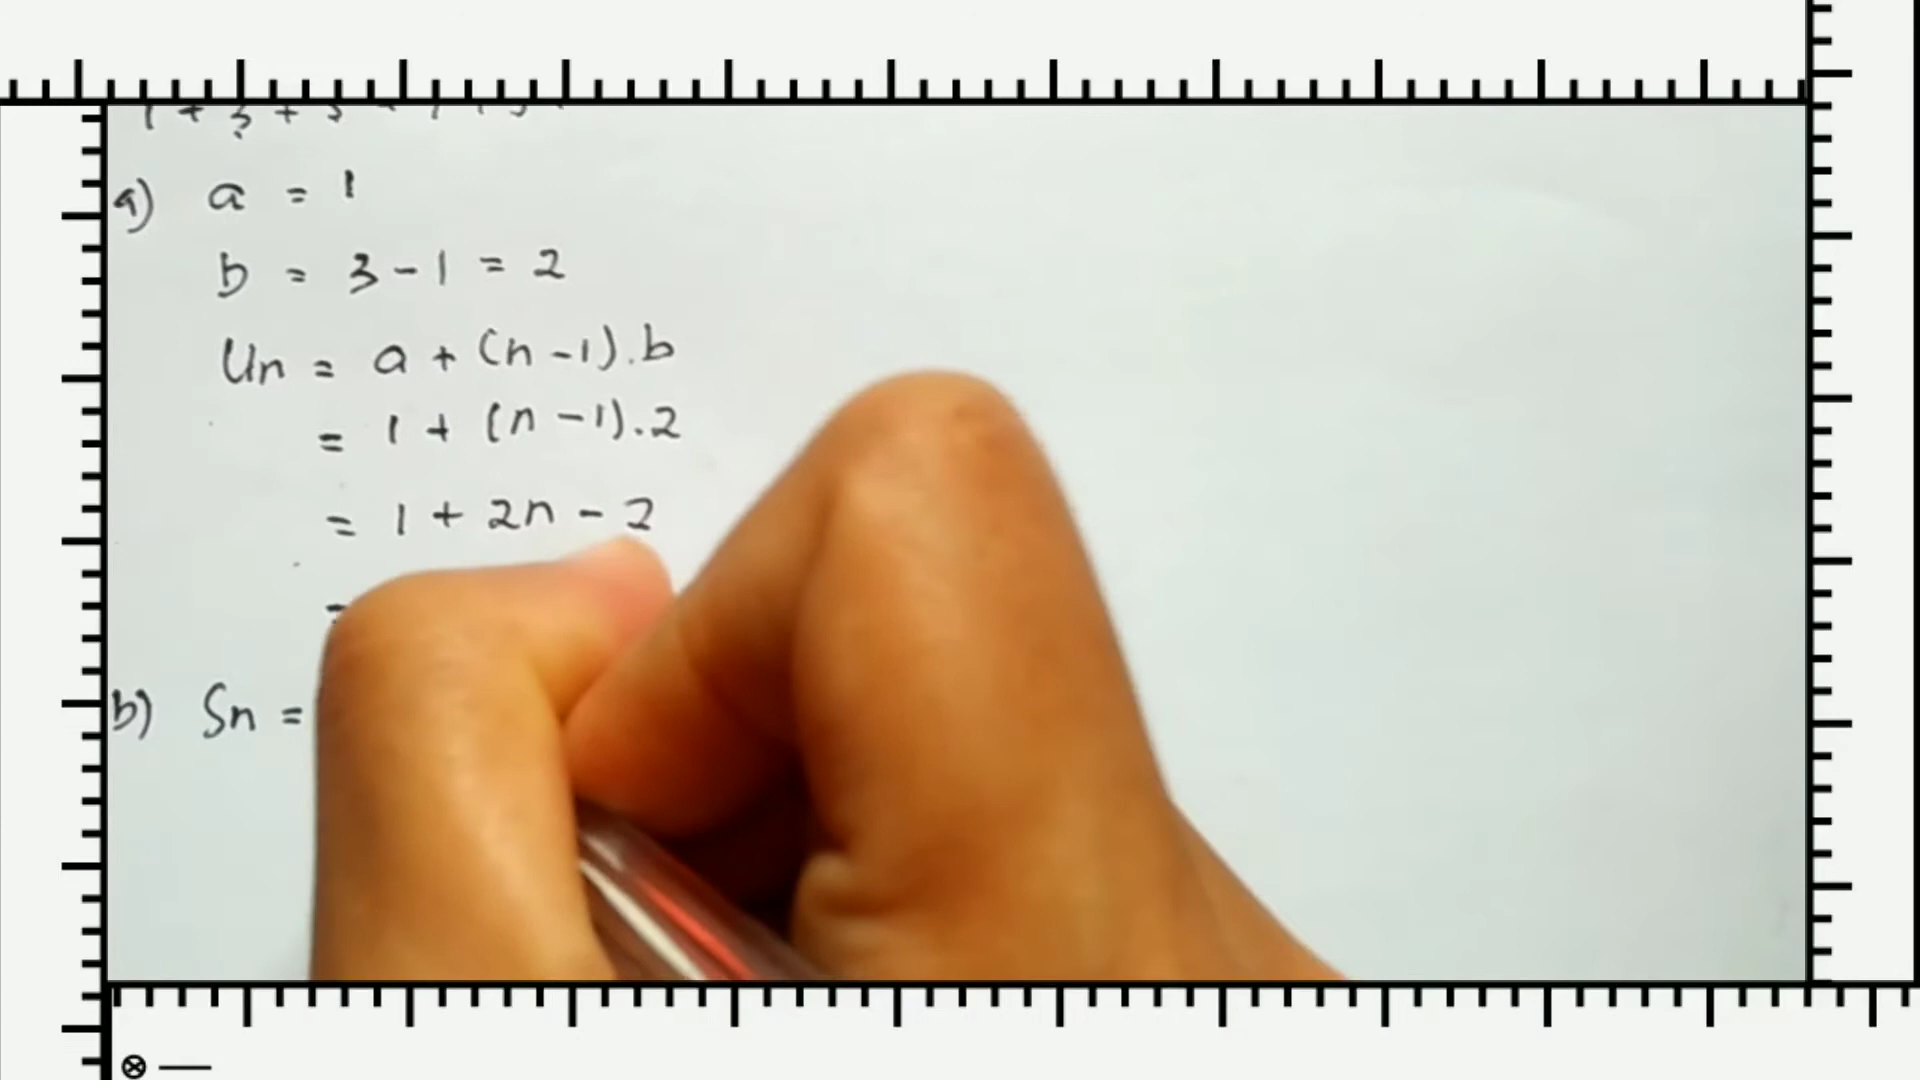 a) a = 1
b = 3 - 1 = 2
Un = a + (n - 1).b
= 1 + (n - 1).2
= 1 + 2n - 2
=
b) Sn =